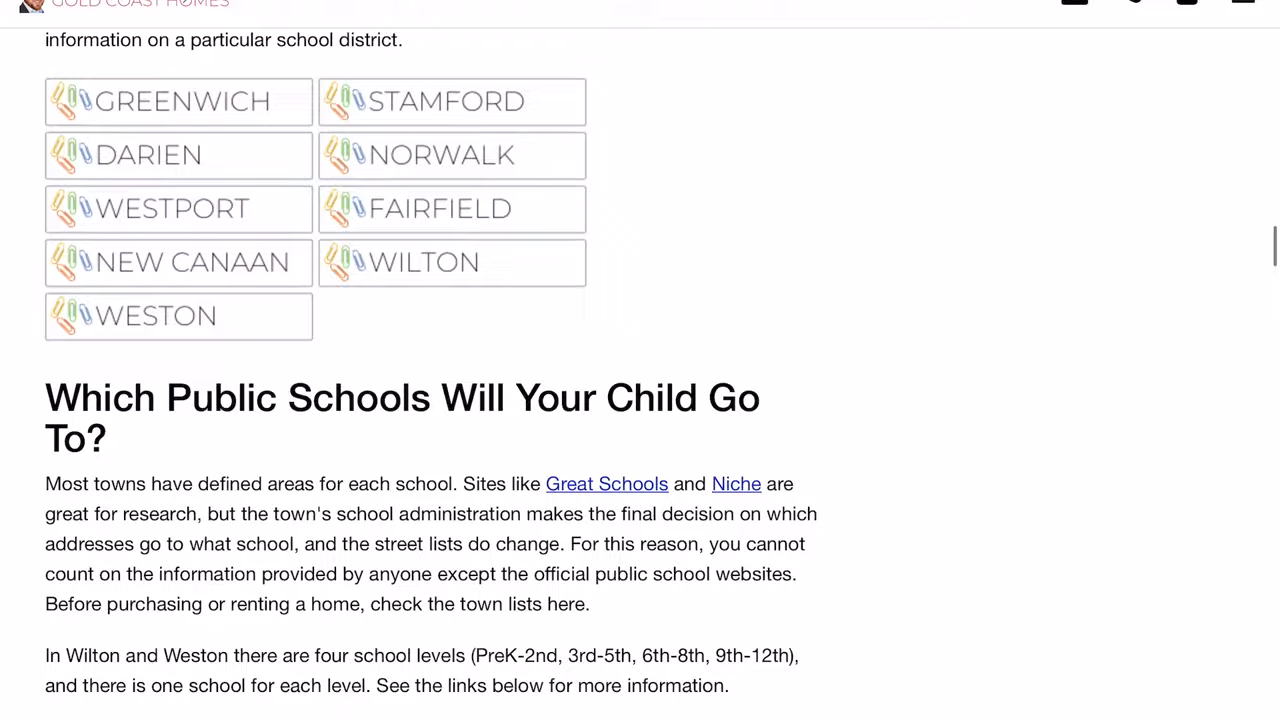 GOLD COAST HOMES
information on a particular school district.
GREENWICH
STAMFORD
DARIEN
NORWALK
WESTPORT
FAIRFIELD
NEW CANAAN
WILTON
WESTON
Which Public Schools Will Your Child Go
To?
Most towns have defined areas for each school. Sites like Great Schools and Niche are
great for research, but the town's school administration makes the final decision on which
addresses go to what school, and the street lists do change. For this reason, you cannot
count on the information provided by anyone except the official public school websites.
Before purchasing or renting a home, check the town lists here.
In Wilton and Weston there are four school levels (PreK-2nd, 3rd-5th, 6th-8th, 9th-12th),
and there is one school for each level. See the links below for more information.